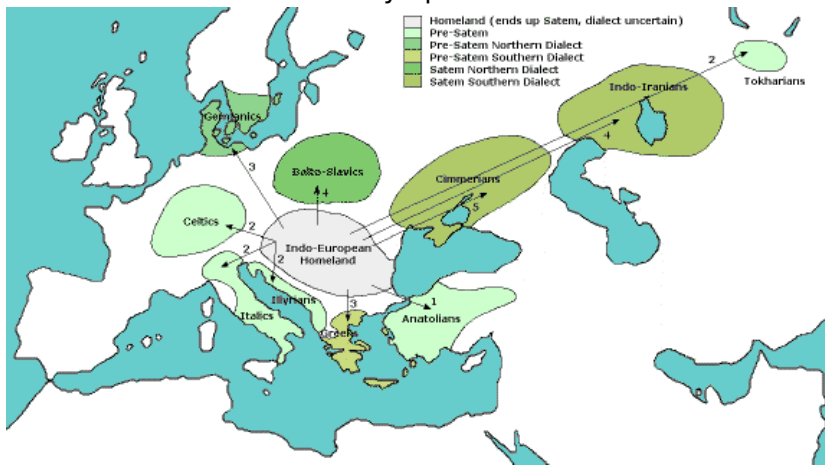 Homeland (ends up Satem, dialect uncertain)
Pre-Satem
Pre-Satem Northern Dialect
Pre-Satem Southern Dialect
Satem Northern Dialect
Satem Southern Dialect
2
Tokharians
Indo-Iranians
4
Germanics
3
Balto-Slavics
4
Cimmerians
5
Celtics
2
Indo-European
Homeland
2
2
Illyrians
Italics
3
Greeks
1
Anatolians